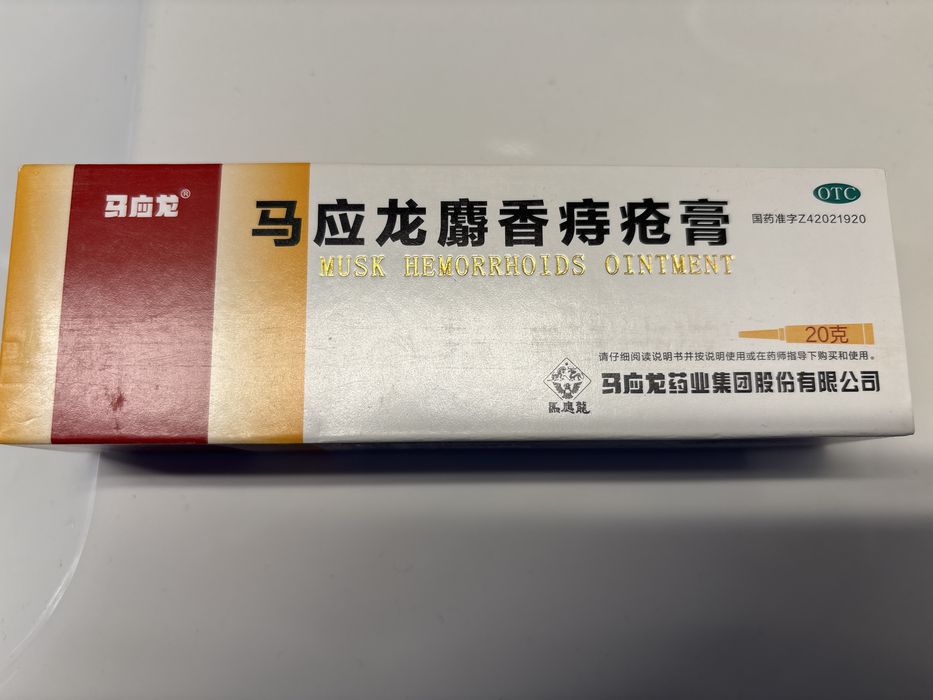 马应龙®
马应龙麝香痔疮膏
MUSK HEMORRHOIDS OINTMENT
OTC
国药准字Z42021920
20克
请仔细阅读说明书并按说明使用或在药师指导下购买和使用。
馬應龍
马应龙药业集团股份有限公司